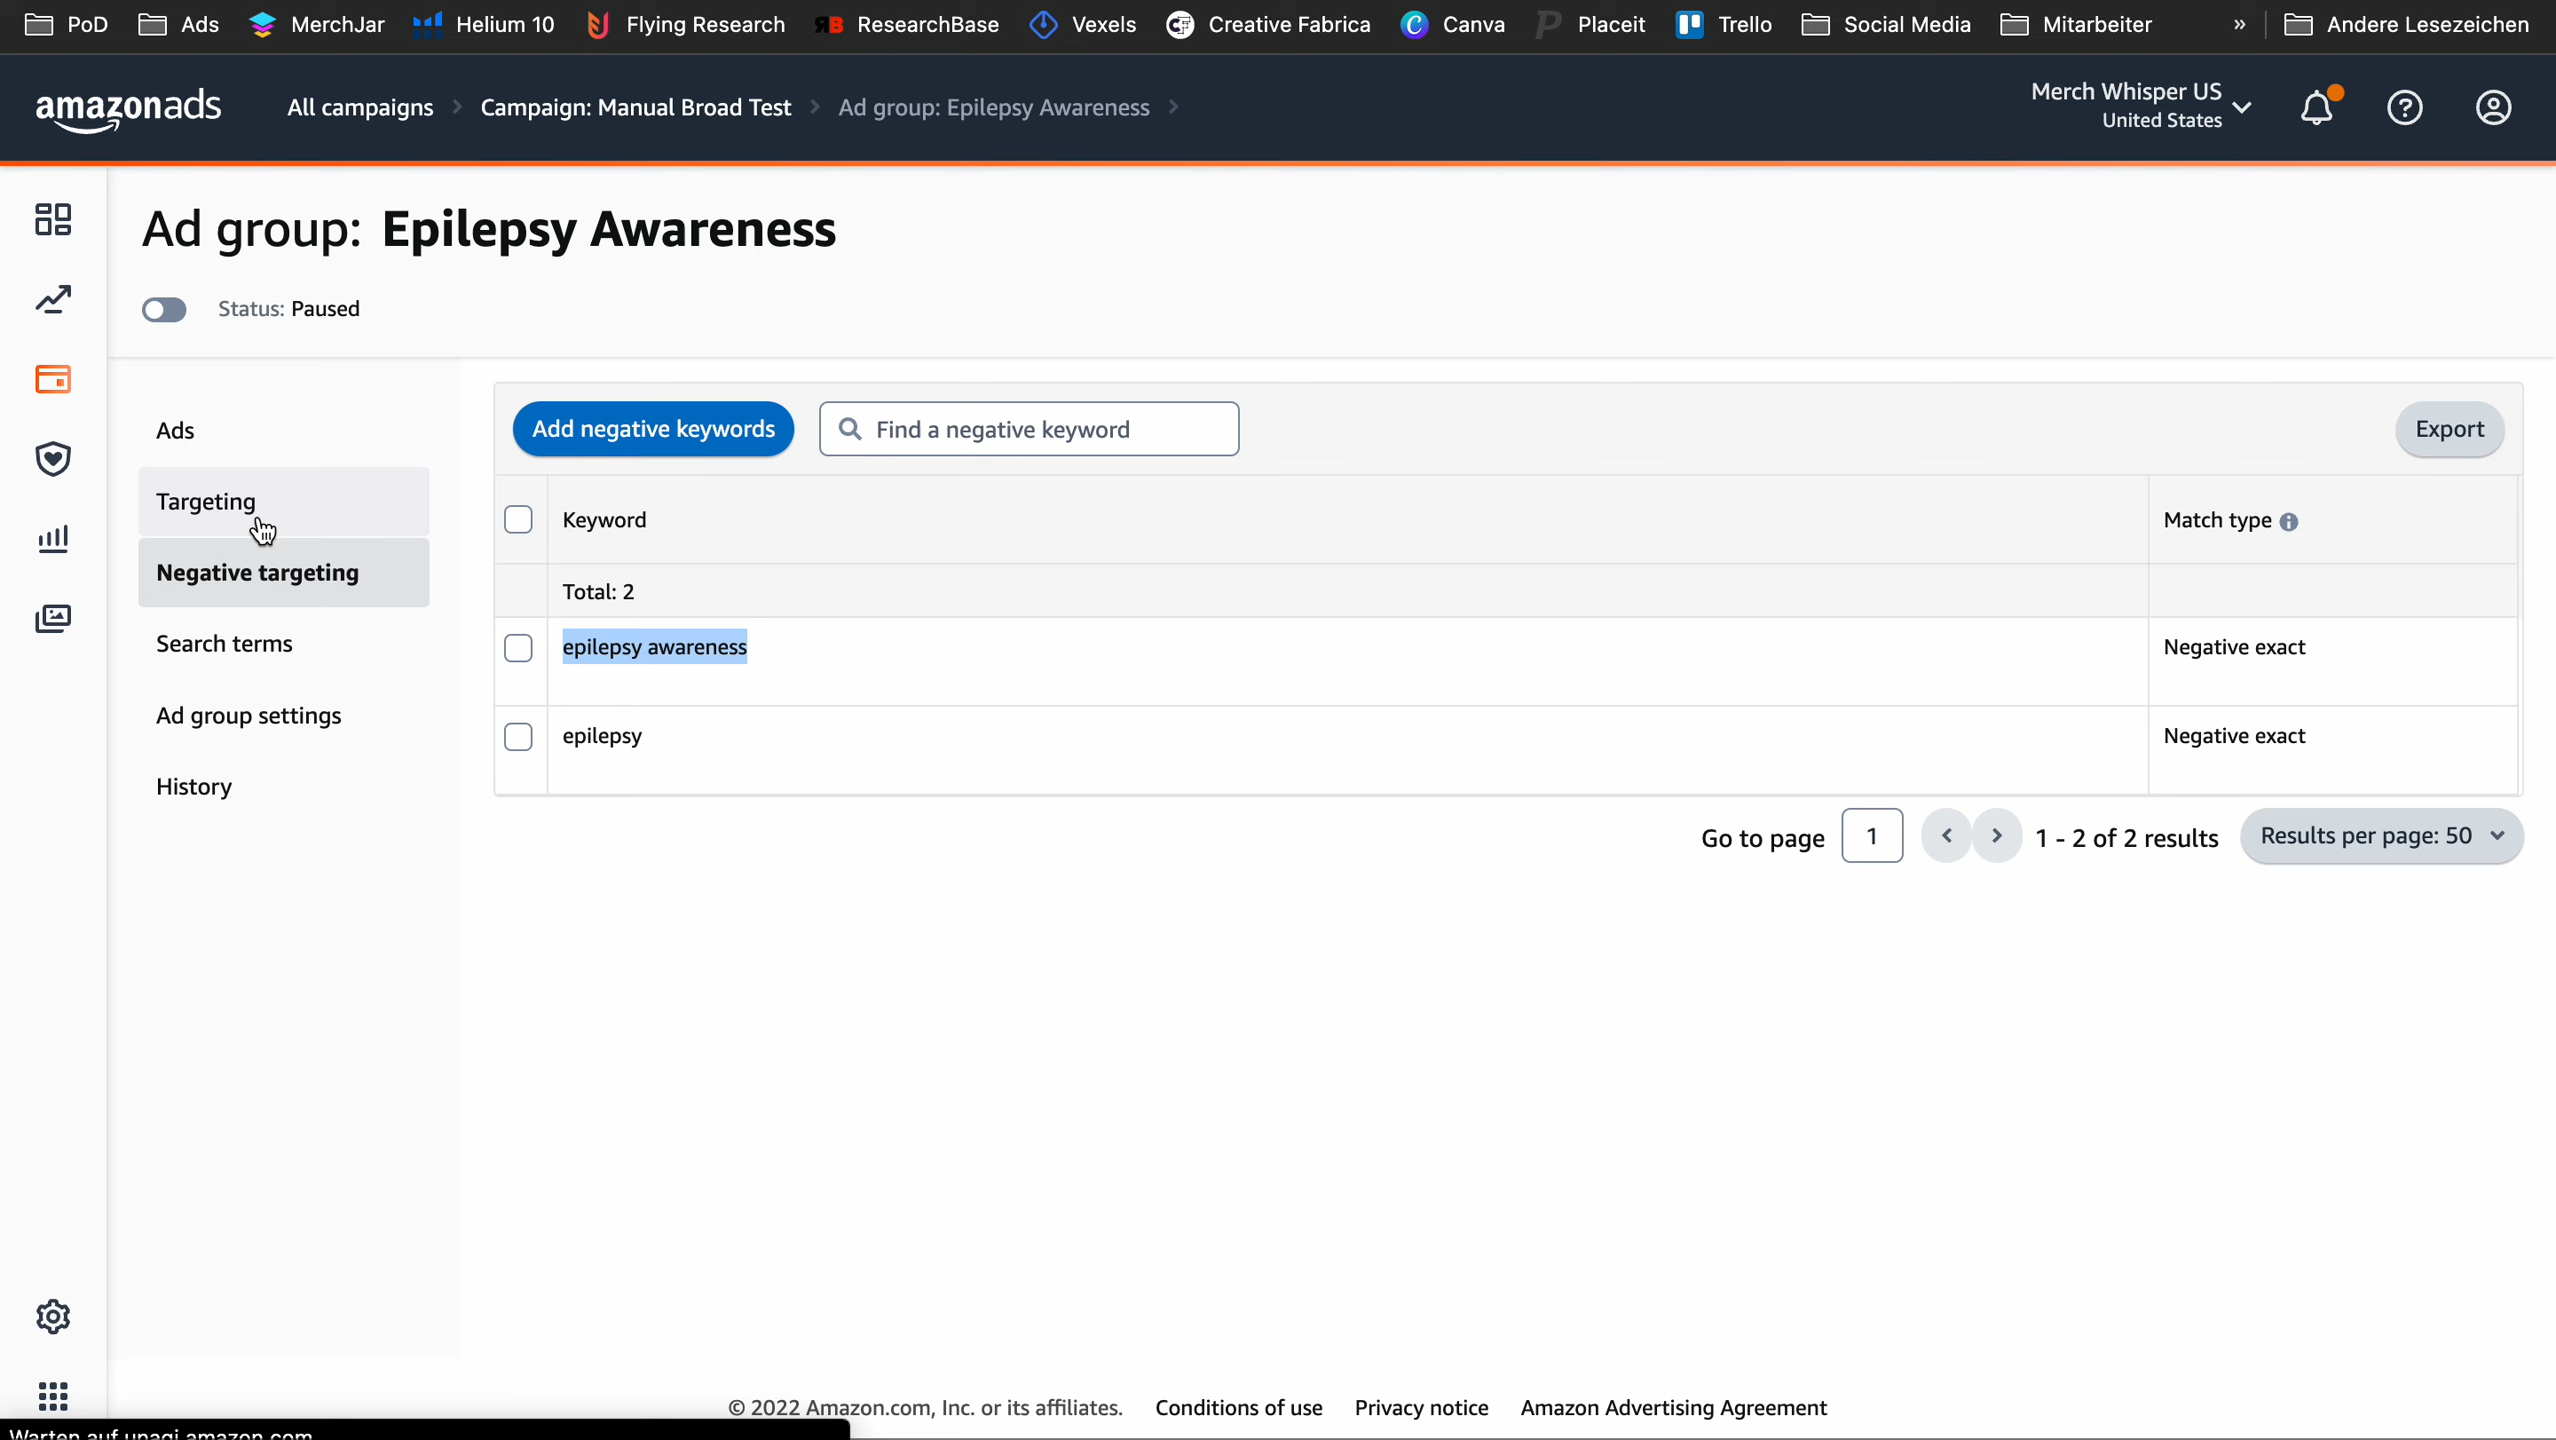 PoD Ads MerchJar Helium 10 Flying Research ResearchBase Vexels Creative Fabrica Canva Placeit Trello Social Media Mitarbeiter » Andere Lesezeichen
amazonads All campaigns Campaign: Manual Broad Test Ad group: Epilepsy Awareness
Merch Whisper US
United States
Ad group: Epilepsy Awareness
Status: Paused
Ads
Targeting
Negative targeting
Search terms
Ad group settings
History
Add negative keywords Find a negative keyword Export
Keyword Match type
Total: 2
epilepsy awareness Negative exact
epilepsy Negative exact
Go to page 1 1 - 2 of 2 results Results per page: 50
© 2022 Amazon.com, Inc. or its affiliates. Conditions of use Privacy notice Amazon Advertising Agreement
Warten auf unagi.amazon.com